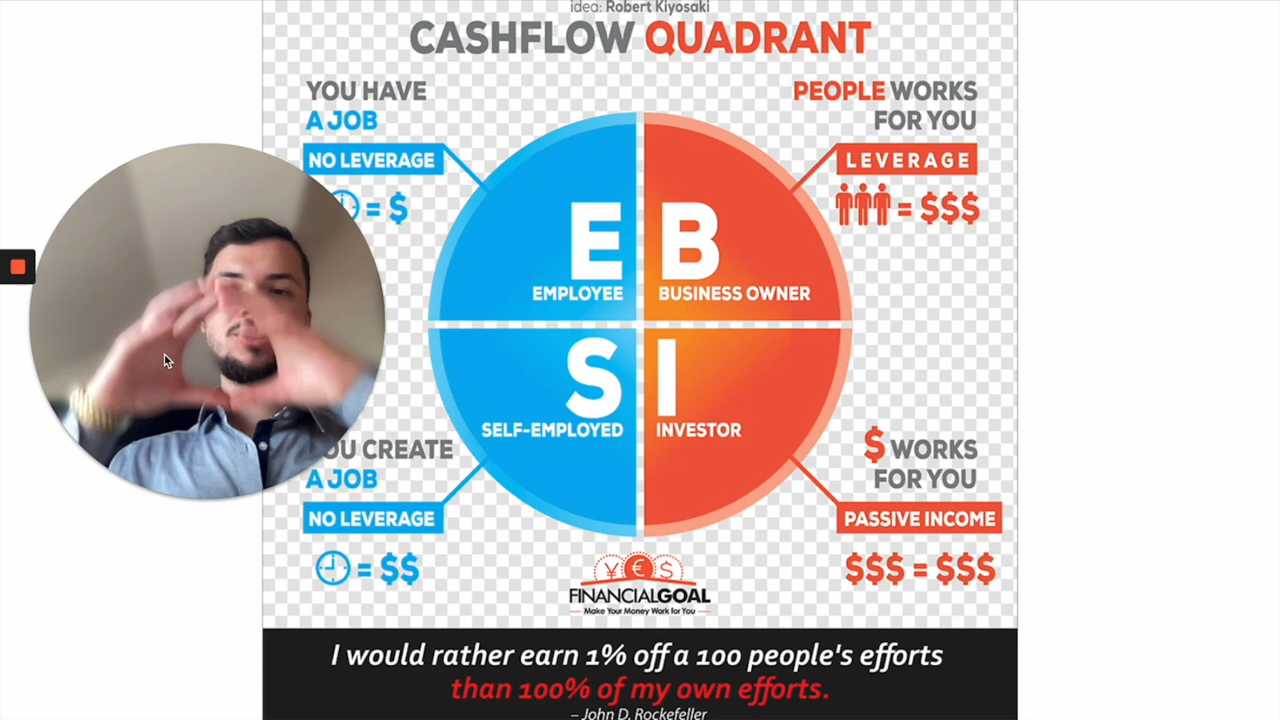 idea: Robert Kiyosaki
CASHFLOW QUADRANT
YOU HAVE
A JOB
NO LEVERAGE
= $
PEOPLE WORKS
FOR YOU
LEVERAGE
= $$$
E
EMPLOYEE
B
BUSINESS OWNER
S
SELF-EMPLOYED
I
INVESTOR
OU CREATE
A JOB
NO LEVERAGE
= $$
$ WORKS
FOR YOU
PASSIVE INCOME
$$$ = $$$
¥ € $
FINANCIALGOAL
Make Your Money Work for You
I would rather earn 1% off a 100 people's efforts
than 100% of my own efforts.
– John D. Rockefeller